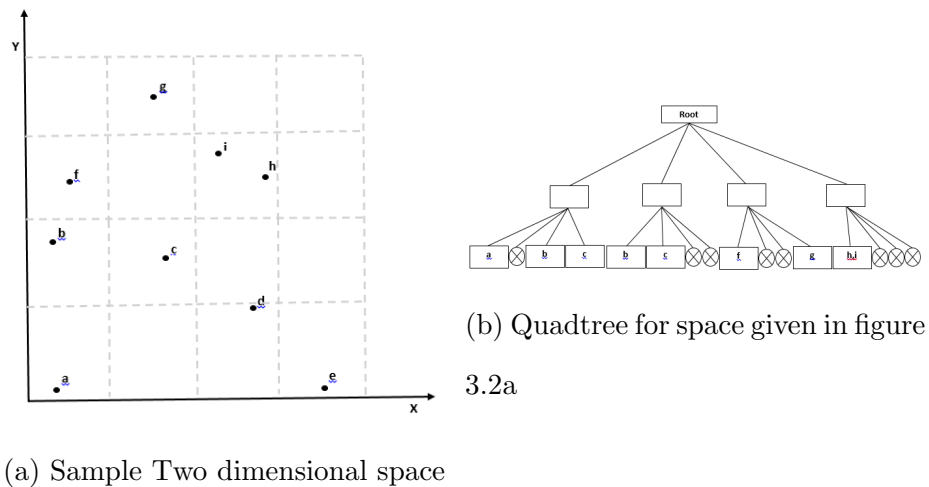 Y
g
i
h
f
b
c
d
a
e
X
(a) Sample Two dimensional space
Root
a b c b c f g h,i
(b) Quadtree for space given in figure
3.2a